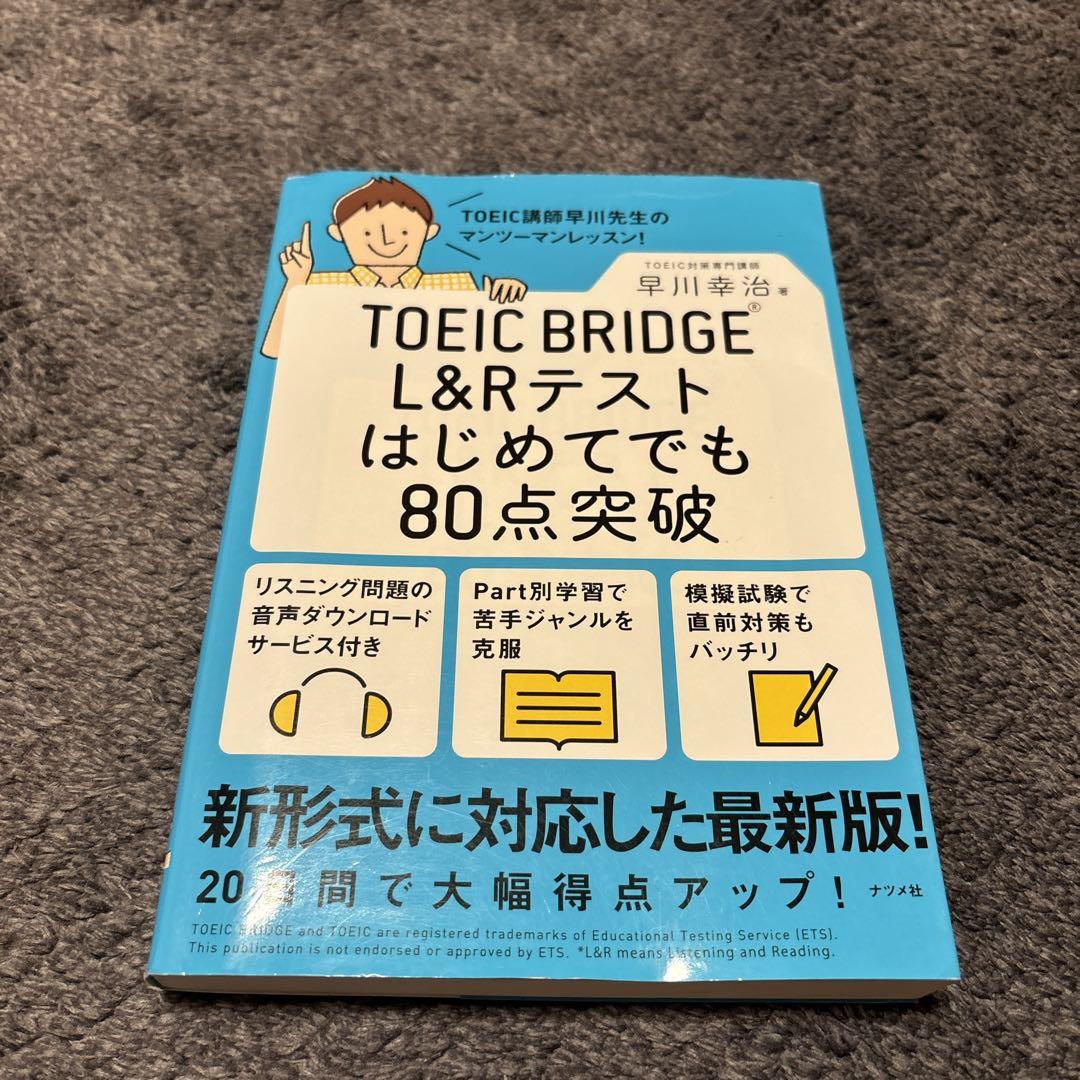 TOEIC講師早川先生の
マンツーマンレッスン!
TOEIC対策専門講師
早川幸治 著
TOEIC BRIDGE®
L&Rテスト
はじめてでも
80点突破
リスニング問題の
音声ダウンロード
サービス付き
Part別学習で
苦手ジャンルを
克服
模擬試験で
直前対策も
バッチリ
新形式に対応した最新版!
20日間で大幅得点アップ!
ナツメ社
TOEIC BRIDGE and TOEIC are registered trademarks of Educational Testing Service (ETS).
This publication is not endorsed or approved by ETS. *L&R means Listening and Reading.